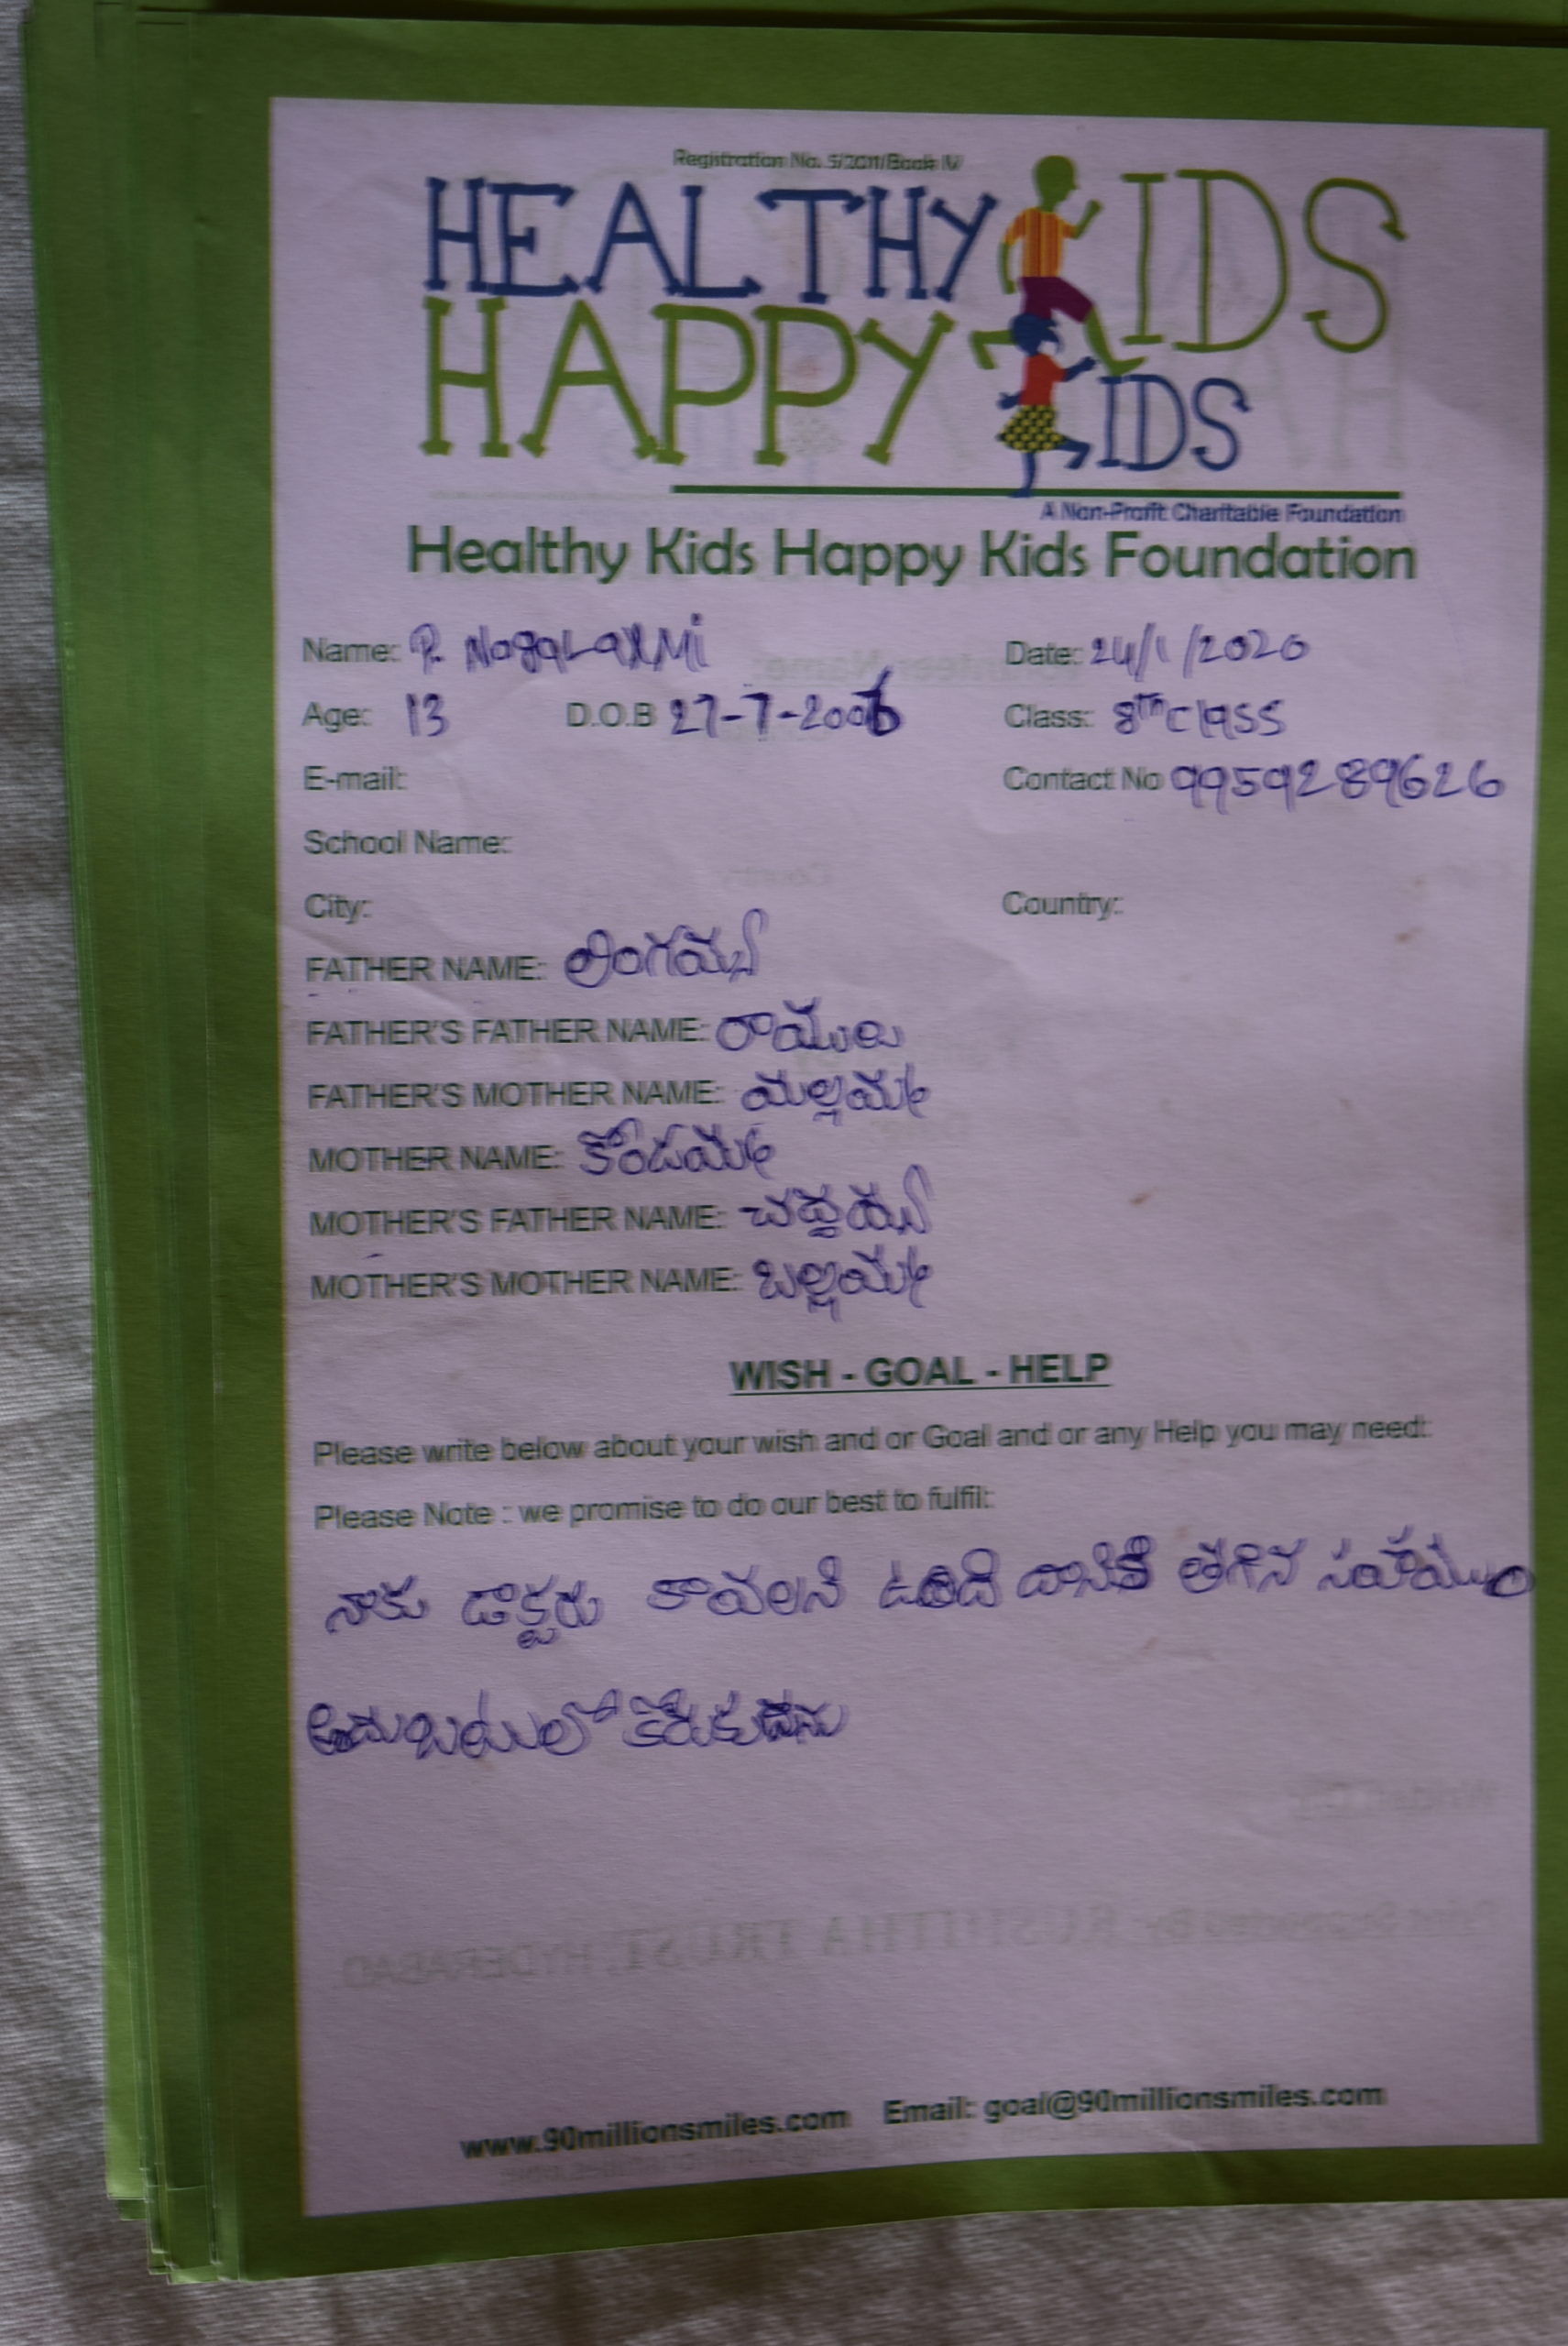 Registration No. 5/2011/Book IV
HEALTHY KIDS
HAPPY KIDS
A Non-Profit Charitable Foundation
Healthy Kids Happy Kids Foundation
Name: P. NagaLaxmi Date: 24/1/2020
Age: 13 D.O.B 27-7-2006 Class: 8th class
E-mail: Contact No 9959289626
School Name:
City: Country:
FATHER NAME: లింగయ్య
FATHER'S FATHER NAME: రాములు
FATHER'S MOTHER NAME: మల్లమ్మ
MOTHER NAME: కొండమ్మ
MOTHER'S FATHER NAME:
MOTHER'S MOTHER NAME:
WISH - GOAL - HELP
Please write below about your wish and or Goal and or any Help you may need:
Please Note : we promise to do our best to fulfil:
నాకు డాక్టరు కావలని ఉంది దానికి తగిన సహాయం
www.90millionsmiles.com Email: goal@90millionsmiles.com